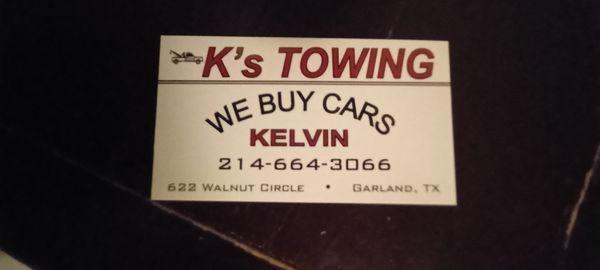 K's TOWING
WE BUY CARS
KELVIN
214-664-3066
622 WALNUT CIRCLE • GARLAND, TX